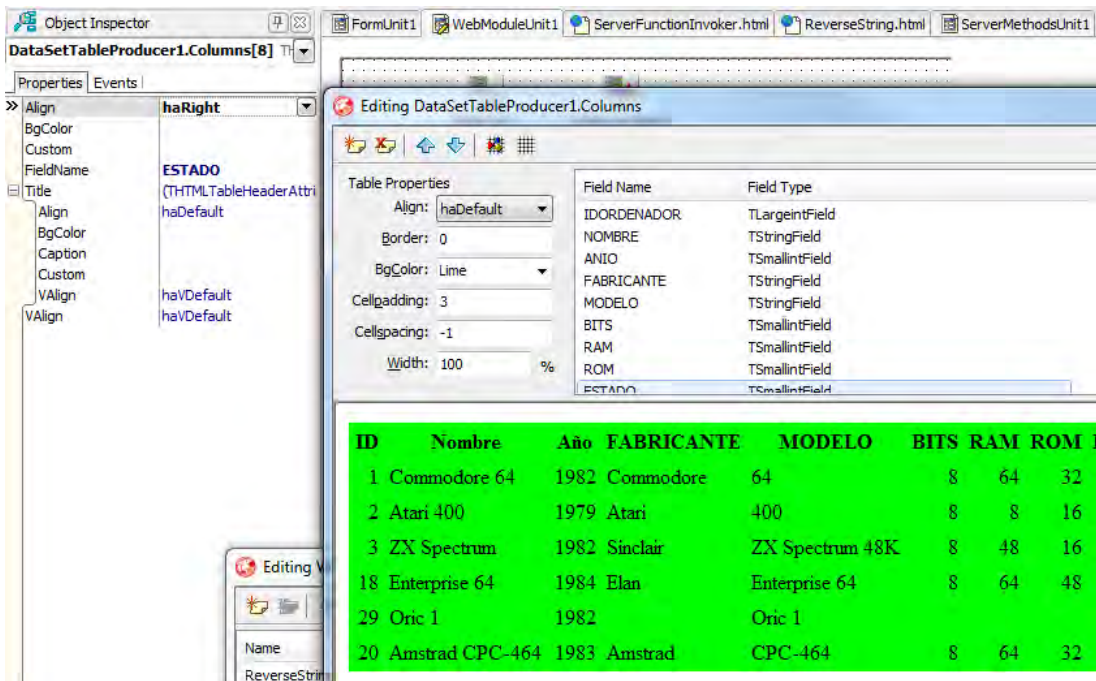 Object Inspector
DataSetTableProducer1.Columns[8]
Properties Events
Align haRight
BgColor
Custom
FieldName ESTADO
Title (THTMLTableHeaderAttri
Align haDefault
BgColor
Caption
Custom
VAlign haVDefault
VAlign haVDefault
FormUnit1 WebModuleUnit1 ServerFunctionInvoker.html ReverseString.html ServerMethodsUnit1
Editing DataSetTableProducer1.Columns
Table Properties
Align: haDefault
Border: 0
BgColor: Lime
Cellpadding: 3
Cellspacing: -1
Width: 100 %
Field Name Field Type
IDORDENADOR TLargeintField
NOMBRE TStringField
ANIO TSmallintField
FABRICANTE TStringField
MODELO TStringField
BITS TSmallintField
RAM TSmallintField
ROM TSmallintField
ESTADO TSmallintField
ID Nombre Año FABRICANTE MODELO BITS RAM ROM
1 Commodore 64 1982 Commodore 64 8 64 32
2 Atari 400 1979 Atari 400 8 8 16
3 ZX Spectrum 1982 Sinclair ZX Spectrum 48K 8 48 16
18 Enterprise 64 1984 Elan Enterprise 64 8 64 48
29 Oric 1 1982 Oric 1
20 Amstrad CPC-464 1983 Amstrad CPC-464 8 64 32
Editing
Name
ReverseStrin